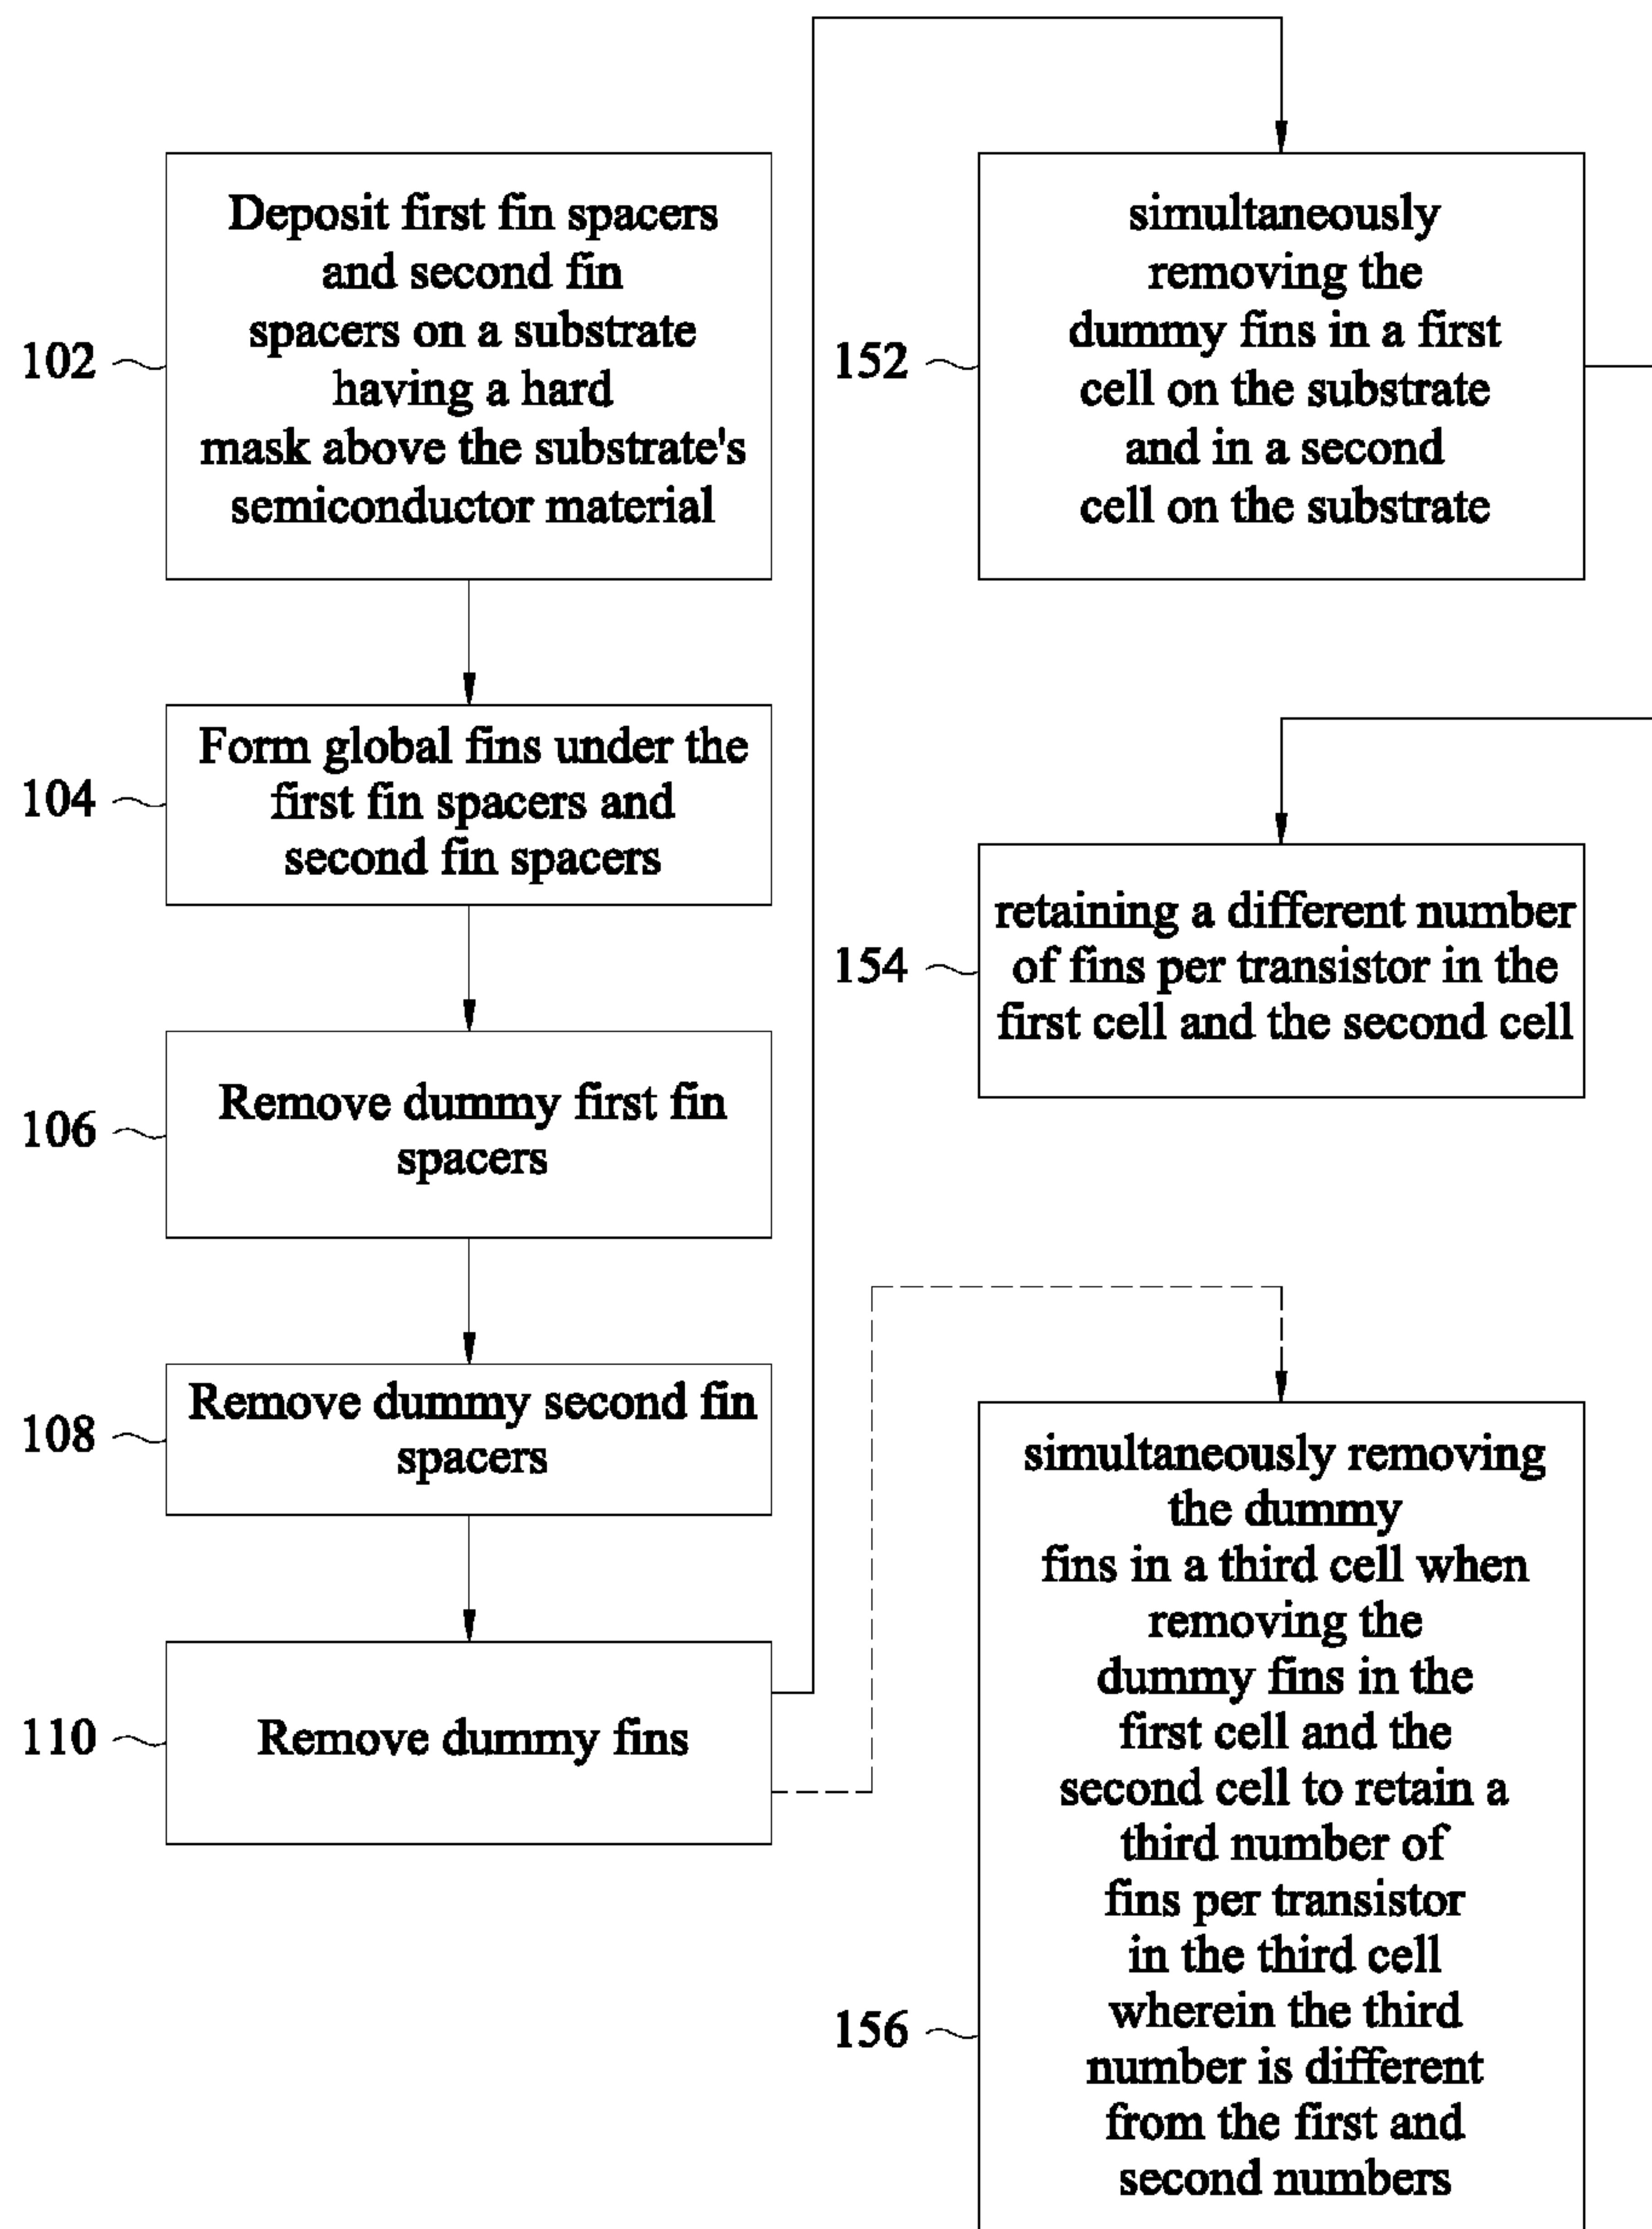 Deposit first fin spacers
and second fin
spacers on a substrate
having a hard
mask above the substrate's
semiconductor material
102
Form global fins under the
first fin spacers and
second fin spacers
104
Remove dummy first fin
spacers
106
Remove dummy second fin
spacers
108
Remove dummy fins
110
simultaneously
removing the
dummy fins in a first
cell on the substrate
and in a second
cell on the substrate
152
retaining a different number
of fins per transistor in the
first cell and the second cell
154
simultaneously removing
the dummy
fins in a third cell when
removing the
dummy fins in the
first cell and the
second cell to retain a
third number of
fins per transistor
in the third cell
wherein the third
number is different
from the first and
second numbers
156